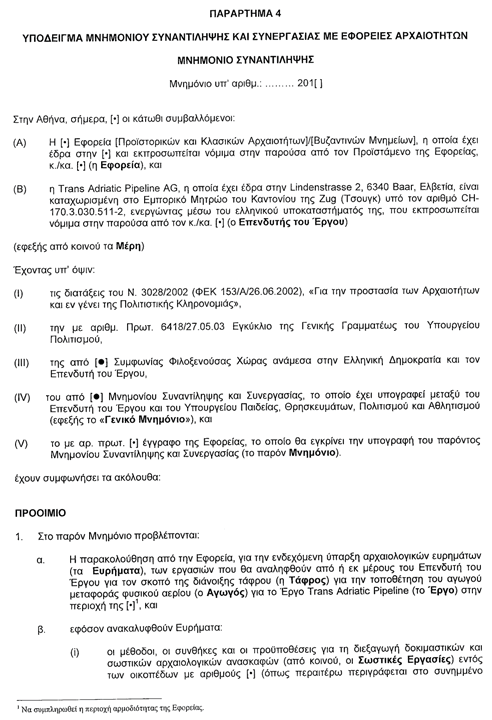 ΠΑΡΑΡΤΗΜΑ 4
ΥΠΟΔΕΙΓΜΑ ΜΝΗΜΟΝΙΟΥ ΣΥΝΑΝΤΙΛΗΨΗΣ ΚΑΙ ΣΥΝΕΡΓΑΣΙΑΣ ΜΕ ΕΦΟΡΕΙΕΣ ΑΡΧΑΙΟΤΗΤΩΝ
ΜΝΗΜΟΝΙΟ ΣΥΝΑΝΤΙΛΗΨΗΣ
Μνημόνιο υπ' αριθμ.: ......... 201[ ]
Στην Αθήνα, σήμερα, [•] οι κάτωθι συμβαλλόμενοι:
(Α) Η [•] Εφορεία [Προϊστορικών και Κλασικών Αρχαιοτήτων]/[Βυζαντινών Μνημείων], η οποία έχει
έδρα στην [•] και εκπροσωπείται νόμιμα στην παρούσα από τον Προϊστάμενο της Εφορείας,
κ./κα. [•] (η Εφορεία), και
(Β) η Trans Adriatic Pipeline AG, η οποία έχει έδρα στην Lindenstrasse 2, 6340 Baar, Ελβετία, είναι
καταχωρισμένη στο Εμπορικό Μητρώο του Καντονίου της Zug (Τσουγκ) υπό τον αριθμό CH-
170.3.030.511-2, ενεργώντας μέσω του ελληνικού υποκαταστήματός της, που εκπροσωπείται
νόμιμα στην παρούσα από τον κ./κα. [•] (ο Επενδυτής του Έργου)
(εφεξής από κοινού τα Μέρη)
Έχοντας υπ' όψιν:
(I) τις διατάξεις του Ν. 3028/2002 (ΦΕΚ 153/Α/26.06.2002), «Για την προστασία των Αρχαιοτήτων
και εν γένει της Πολιτιστικής Κληρονομιάς»,
(II) την με αριθμ. Πρωτ. 6418/27.05.03 Εγκύκλιο της Γενικής Γραμματέως του Υπουργείου
Πολιτισμού,
(III) της από [●] Συμφωνίας Φιλοξενούσας Χώρας ανάμεσα στην Ελληνική Δημοκρατία και τον
Επενδυτή του Έργου,
(IV) του από [●] Μνημονίου Συναντίληψης και Συνεργασίας, το οποίο έχει υπογραφεί μεταξύ του
Επενδυτή του Έργου και του Υπουργείου Παιδείας, Θρησκευμάτων, Πολιτισμού και Αθλητισμού
(εφεξής το «Γενικό Μνημόνιο»), και
(V) το με αρ. πρωτ. [•] έγγραφο της Εφορείας, το οποίο θα εγκρίνει την υπογραφή του παρόντος
Μνημονίου Συναντίληψης και Συνεργασίας (το παρόν Μνημόνιο).
έχουν συμφωνήσει τα ακόλουθα:
ΠΡΟΟΙΜΙΟ
1. Στο παρόν Μνημόνιο προβλέπονται:
α. Η παρακολούθηση από την Εφορεία, για την ενδεχόμενη ύπαρξη αρχαιολογικών ευρημάτων
(τα Ευρήματα), των εργασιών που θα αναληφθούν από ή εκ μέρους του Επενδυτή του
Έργου για τον σκοπό της διάνοιξης τάφρου (η Τάφρος) για την τοποθέτηση του αγωγού
μεταφοράς φυσικού αερίου (ο Αγωγός) για το Έργο Trans Adriatic Pipeline (το Έργο) στην
περιοχή της [•]¹, και
β. εφόσον ανακαλυφθούν Ευρήματα:
(i) οι μέθοδοι, οι συνθήκες και οι προϋποθέσεις για τη διεξαγωγή δοκιμαστικών και
σωστικών αρχαιολογικών ανασκαφών (από κοινού, οι Σωστικές Εργασίες) εντός
των οικοπέδων με αριθμούς [•] (όπως περαιτέρω περιγράφεται στο συνημμένο
¹ Να συμπληρωθεί η περιοχή αρμοδιότητας της Εφορείας.